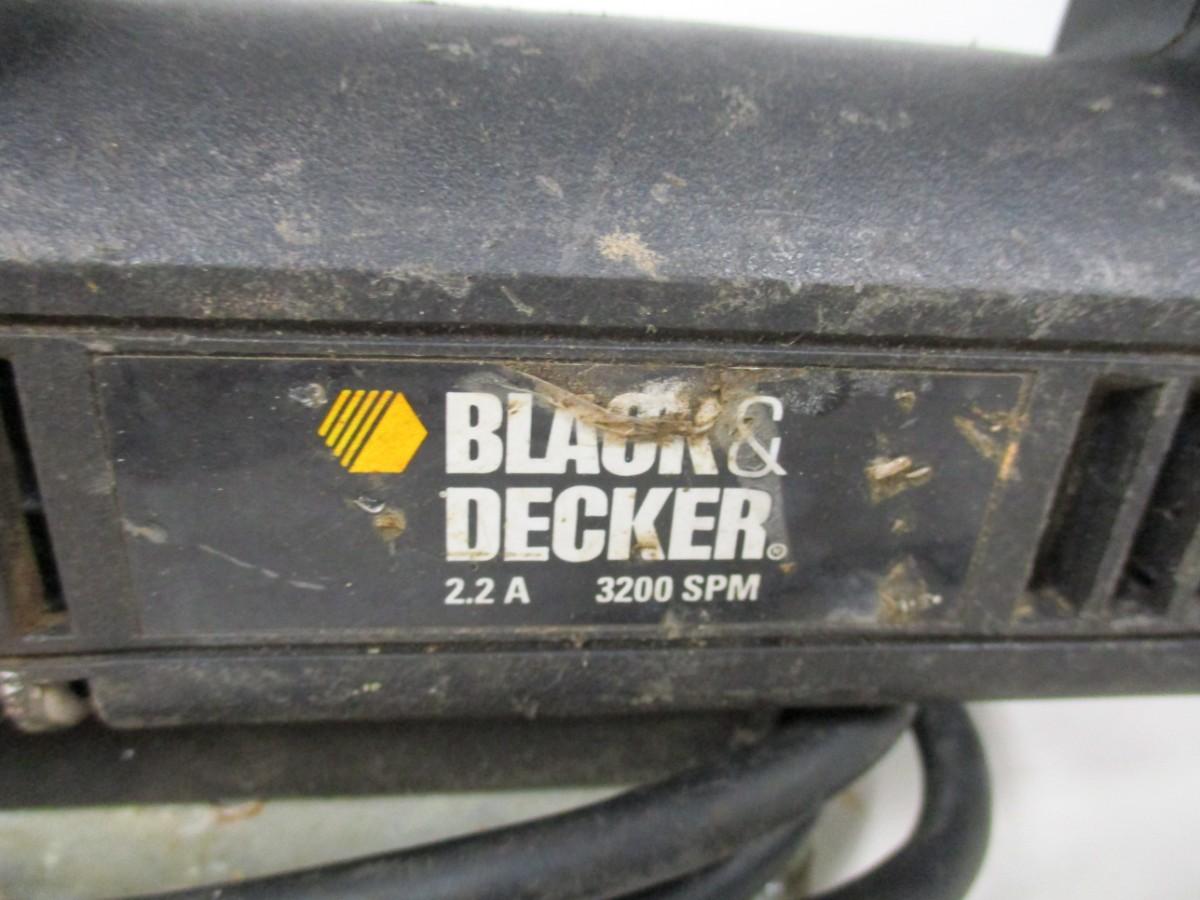 BLACK &
DECKER®
2.2 A 3200 SPM